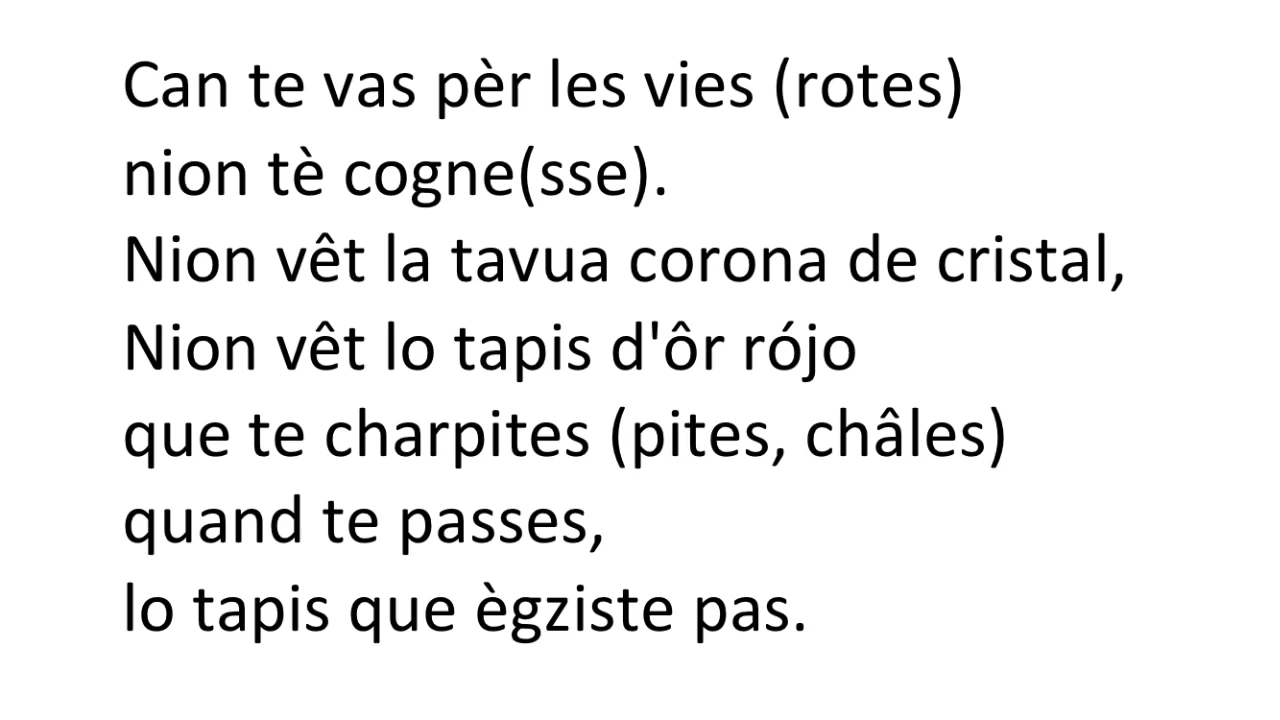 Can te vas pèr les vies (rotes)
nion tè cogne(sse).
Nion vêt la tavua corona de cristal,
Nion vêt lo tapis d'ôr rójo
que te charpites (pites, châles)
quand te passes,
lo tapis que ègziste pas.